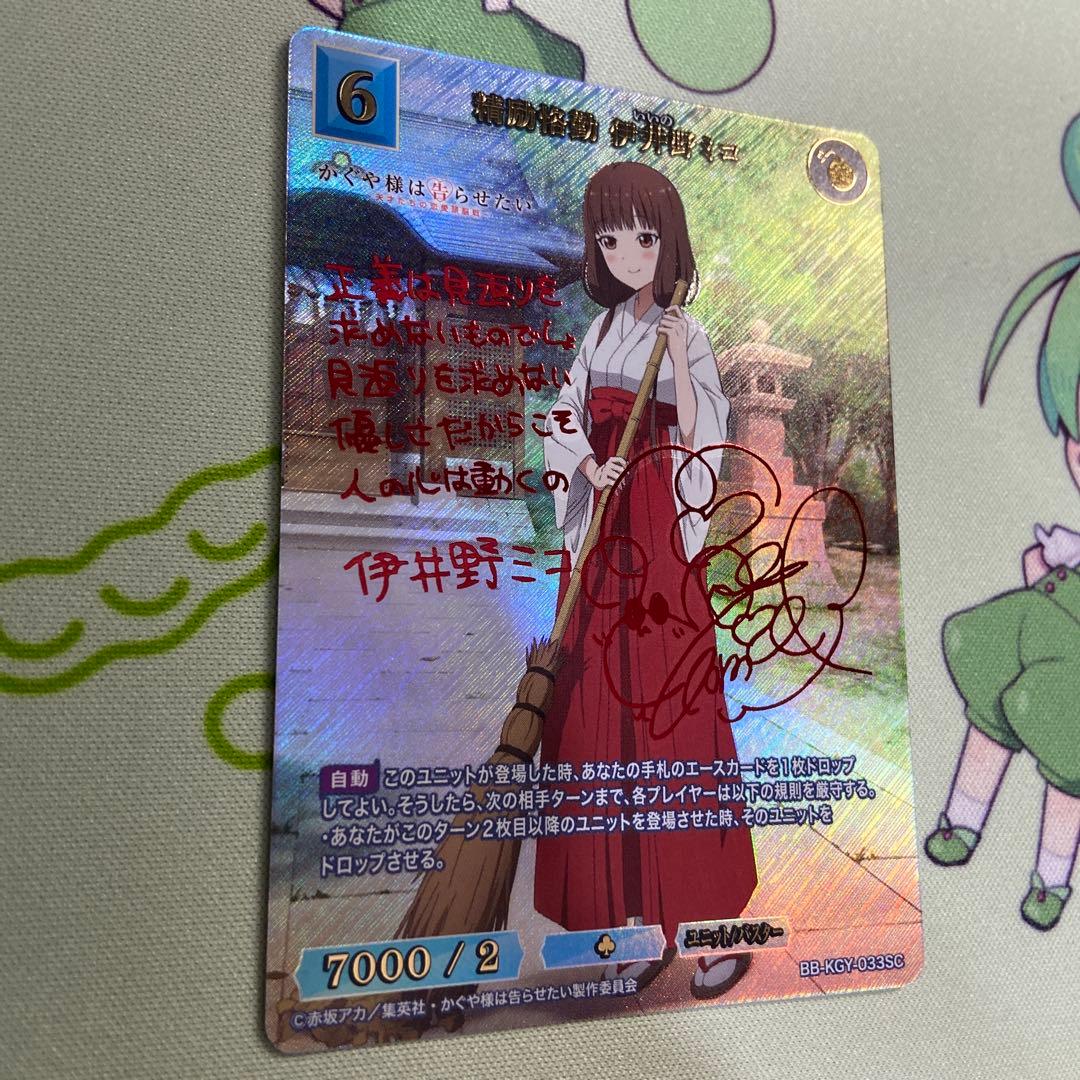 6
精励恪勤 伊井野ミコ
いいの
かぐや様は告らせたい
天才たちの恋愛頭脳戦
正義は見返りを
求めないものでしょ
見返りを求めない
優しさだからこそ
人の心は動くの
伊井野ミコ
自動 このユニットが登場した時、あなたの手札のエースカードを1枚ドロップ
してよい。そうしたら、次の相手ターンまで、各プレイヤーは以下の規則を厳守する。
・あなたがこのターン2枚目以降のユニットを登場させた時、そのユニットを
ドロップさせる。
7000 / 2
ユニット/バスター
BB-KGY-033SC
©赤坂アカ/集英社・かぐや様は告らせたい製作委員会